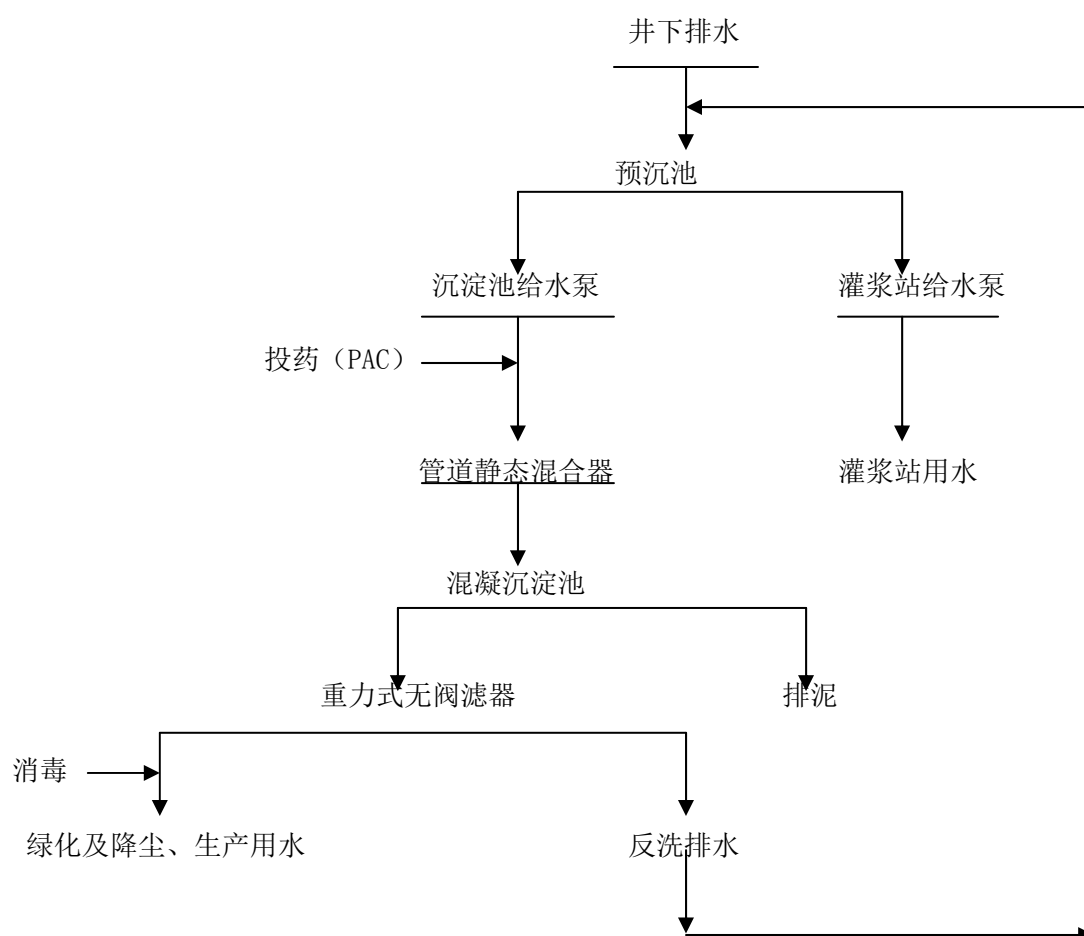 井下排水
预沉池
沉淀池给水泵
灌浆站给水泵
投药（PAC）
管道静态混合器
灌浆站用水
混凝沉淀池
重力式无阀滤器
排泥
消毒
绿化及降尘、生产用水
反洗排水